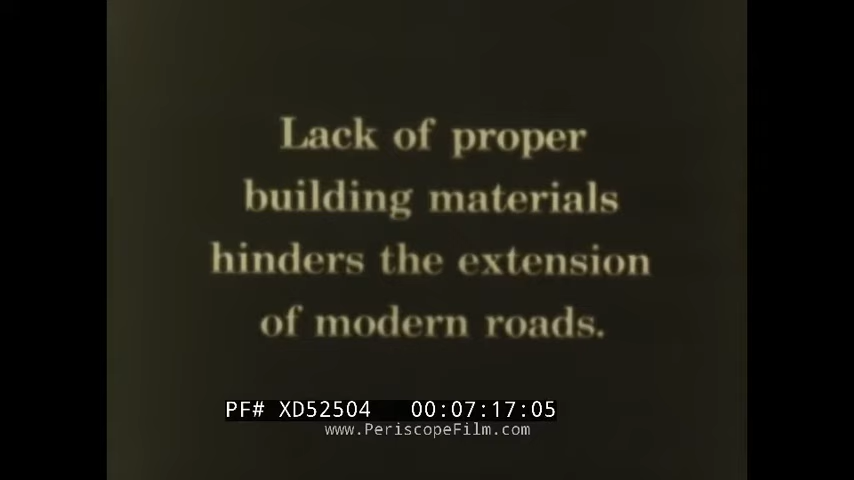 Lack of proper
building materials
hinders the extension
of modern roads.
PF# XD52504 00:07:17:05
www.PeriscopeFilm.com